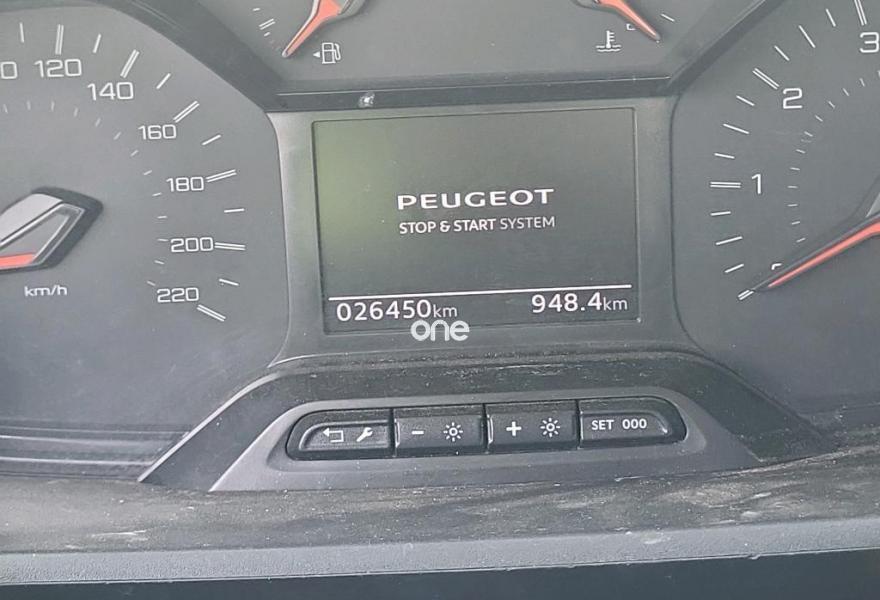 120
140
160
180
200
220
km/h
PEUGEOT
STOP & START SYSTEM
026450km
948.4km
one
SET 000
1
2
3